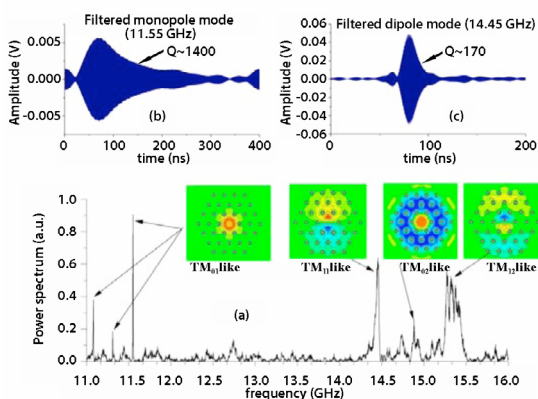 Filtered monopole mode
(11.55 GHz)
Filtered dipole mode (14.45 GHz)
Amplitude (V)
0.005
0.000
-0.005
Q~1400
(b)
0 100 200 300 400
time (ns)
Amplitude (V)
0.06
0.04
0.02
0.00
-0.02
-0.04
-0.06
Q~170
(c)
0 100 200
time (ns)
Power spectrum (a.u.)
1.0
0.8
0.6
0.4
0.2
0.0
TM01like
TM11like
TM02like
TM12like
(a)
11.0 11.5 12.0 12.5 13.0 13.5 14.0 14.5 15.0 15.5 16.0
frequency (GHz)